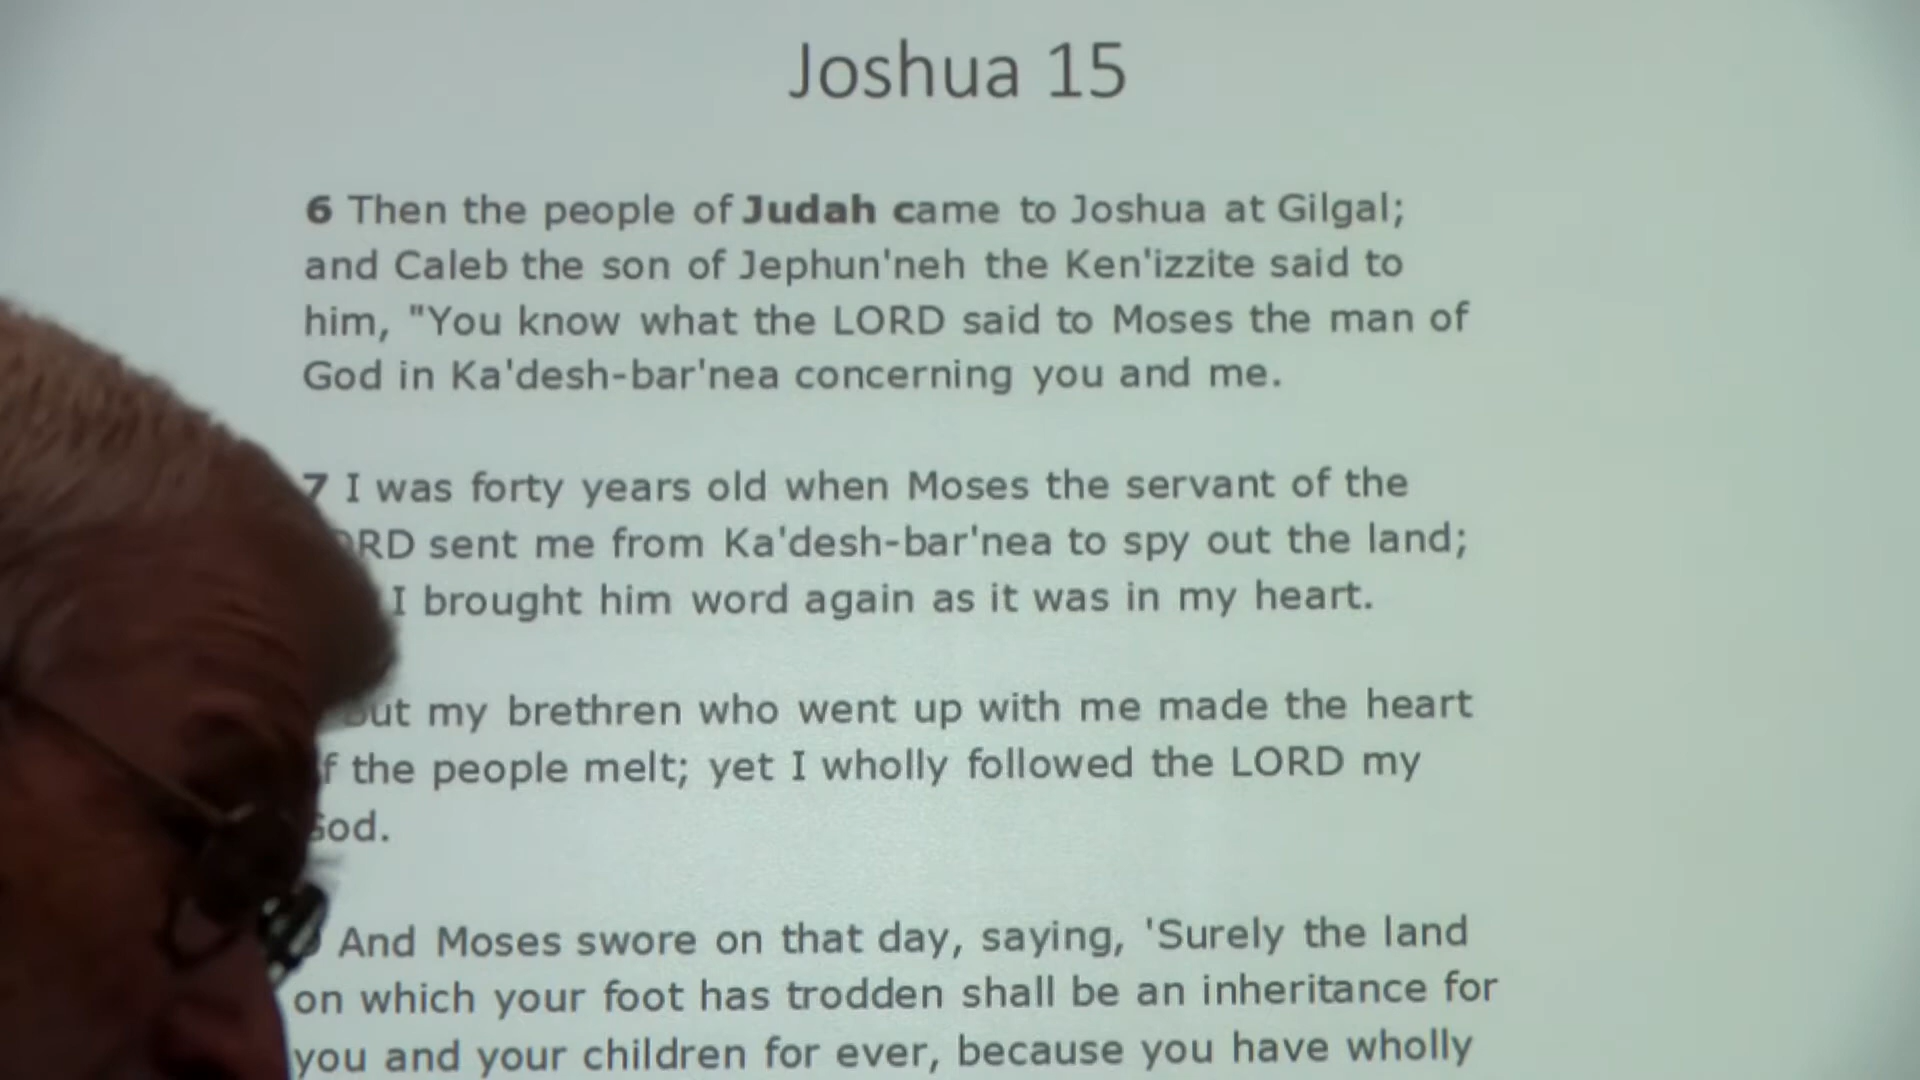 Joshua 15
6 Then the people of Judah came to Joshua at Gilgal;
and Caleb the son of Jephun'neh the Ken'izzite said to
him, "You know what the LORD said to Moses the man of
God in Ka'desh-bar'nea concerning you and me.
7 I was forty years old when Moses the servant of the
LORD sent me from Ka'desh-bar'nea to spy out the land;
I brought him word again as it was in my heart.
But my brethren who went up with me made the heart
of the people melt; yet I wholly followed the LORD my
God.
And Moses swore on that day, saying, 'Surely the land
on which your foot has trodden shall be an inheritance for
you and your children for ever, because you have wholly